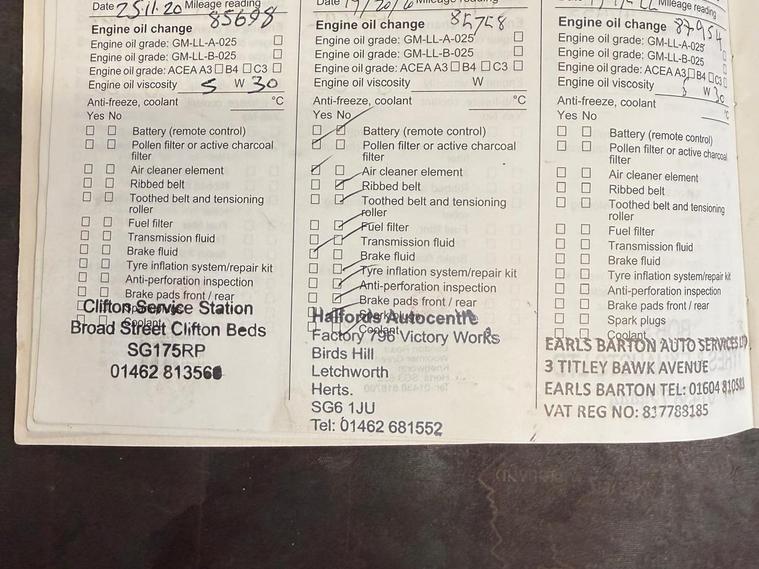 Date 25.11.20 Mileage reading
85698
Engine oil change
Engine oil grade: GM-LL-A-025
Engine oil grade: GM-LL-B-025
Engine oil grade: ACEA A3 B4 C3
Engine oil viscosity 5 W 30
Anti-freeze, coolant °C
Yes No
Battery (remote control)
Pollen filter or active charcoal
filter
Air cleaner element
Ribbed belt
Toothed belt and tensioning
roller
Fuel filter
Transmission fluid
Brake fluid
Tyre inflation system/repair kit
Anti-perforation inspection
Brake pads front / rear
Coolant
Clifton Service Station
Broad Street Clifton Beds
SG175RP
01462 813566
Date Mileage reading
Engine oil change 85758
Engine oil grade: GM-LL-A-025
Engine oil grade: GM-LL-B-025
Engine oil grade: ACEA A3 B4 C3
Engine oil viscosity W
Anti-freeze, coolant °C
Yes No
Battery (remote control)
Pollen filter or active charcoal
filter
Air cleaner element
Ribbed belt
Toothed belt and tensioning
roller
Fuel filter
Transmission fluid
Brake fluid
Tyre inflation system/repair kit
Anti-perforation inspection
Brake pads front / rear
Spark plugs
Coolant
Halfords Autocentre
Factory 796 Victory Works
Birds Hill
Letchworth
Herts.
SG6 1JU
Tel: 01462 681552
Mileage reading
Engine oil change 87954
Engine oil grade: GM-LL-A-025
Engine oil grade: GM-LL-B-025
Engine oil grade: ACEA A3 B4 C3
Engine oil viscosity 5 W 30
Anti-freeze, coolant °C
Yes No
Battery (remote control)
Pollen filter or active charcoal
filter
Air cleaner element
Ribbed belt
Toothed belt and tensioning
roller
Fuel filter
Transmission fluid
Brake fluid
Tyre inflation system/repair kit
Anti-perforation inspection
Brake pads front / rear
Spark plugs
Coolant
EARLS BARTON AUTO SERVICES LTD
3 TITLEY BAWK AVENUE
EARLS BARTON TEL: 01604
VAT REG NO: 817783185